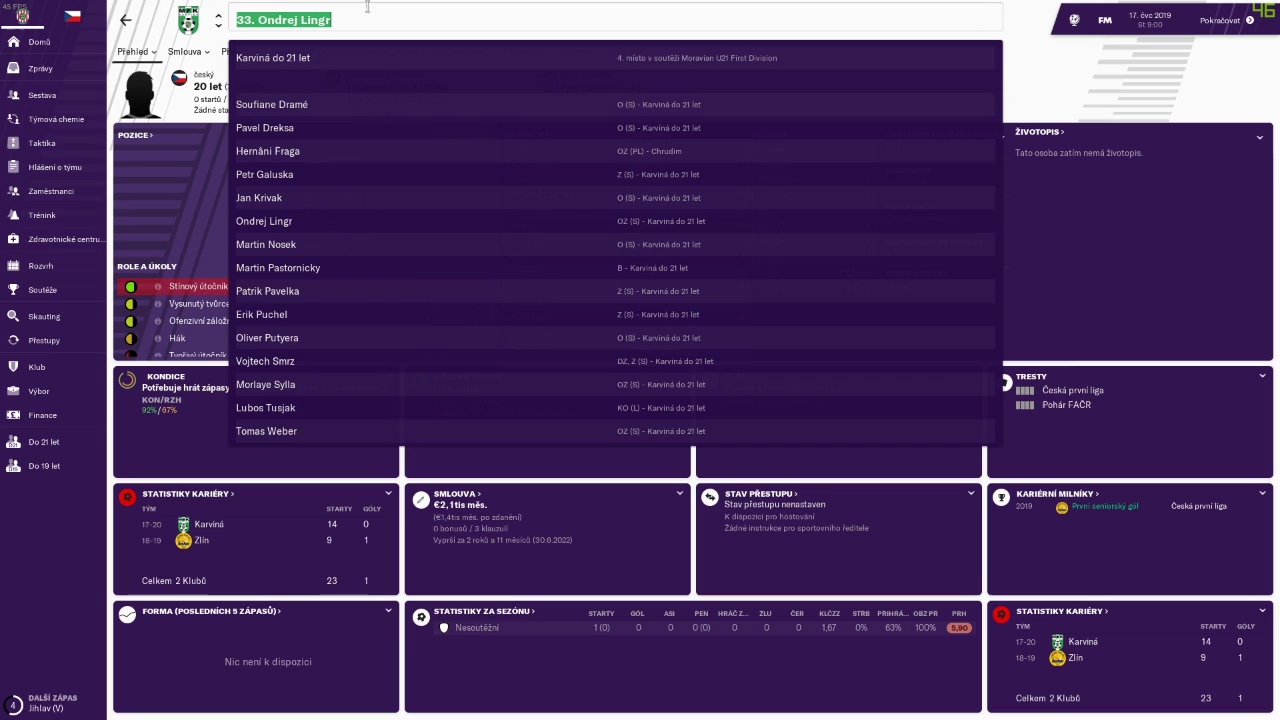 45 FPS
46
33. Ondrej Lingr
17. čvc 2019
St 9:00
FM
Pokračovat
Domů
Zprávy
Sestava
Týmová chemie
Taktika
Hlášení o týmu
Zaměstnanci
Trénink
Zdravotnické centru...
Rozvrh
Soutěže
Skauting
Přestupy
Klub
Výbor
Finance
Do 21 let
Do 19 let
DALŠÍ ZÁPAS
4 Jihlav (V)
Přehled
Smlouva
český
20 let
0 startů /
Karviná do 21 let 4. místo v soutěži Moravian U21 First Division
Soufiane Dramé O (S) - Karviná do 21 let
Pavel Dreksa O (S) - Karviná do 21 let
Hernâni Fraga OZ (PL) - Chrudim
Petr Galuska Z (S) - Karviná do 21 let
Jan Krivak O (S) - Karviná do 21 let
Ondrej Lingr OZ (S) - Karviná do 21 let
Martin Nosek O (S) - Karviná do 21 let
Martin Pastornicky B - Karviná do 21 let
Patrik Pavelka Z (S) - Karviná do 21 let
Erik Puchel Z (S) - Karviná do 21 let
Oliver Putyera O (S) - Karviná do 21 let
Vojtech Smrz DZ, Z (S) - Karviná do 21 let
Morlaye Sylla OZ (S) - Karviná do 21 let
Lubos Tusjak KO (L) - Karviná do 21 let
Tomas Weber OZ (S) - Karviná do 21 let
POZICE
ROLE A ÚKOLY
Stínový útočník
Vysunutý tvůrce
Ofenzivní zálož
Hák
Tvořivý útočník
ŽIVOTOPIS
Tato osoba zatím nemá životopis.
KONDICE
Potřebuje hrát zápasy
KON/RZH
92%/67%
TRESTY
Česká první liga
Pohár FAČR
STATISTIKY KARIÉRY
TÝM STARTY GÓLY
17-20 Karviná 14 0
18-19 Zlín 9 1
Celkem 2 Klubů 23 1
SMLOUVA
€2,1tis měs.
(€1,4tis měs. po zdanění)
0 bonusů / 3 klauzulí
Vyprší za 2 roků a 11 měsíců (30.6.2022)
STAV PŘESTUPU
Stav přestupu nenastaven
K dispozici pro hostování
Žádné instrukce pro sportovního ředitele
KARIÉRNÍ MILNÍKY
2019 První seniorský gól Česká první liga
FORMA (POSLEDNÍCH 5 ZÁPASŮ)
Nic není k dispozici
STATISTIKY ZA SEZÓNU STARTY GÓL ASI PEN HRÁČ Z... ŽLU ČER KLČZZ STŘB PŘIHRÁ... OBZ PR PRH
Nesoutěžní 1 (0) 0 0 0 (0) 0 0 0 1,67 0% 63% 100% 5,90
STATISTIKY KARIÉRY
TÝM STARTY GÓLY
17-20 Karviná 14 0
18-19 Zlín 9 1
Celkem 2 Klubů 23 1